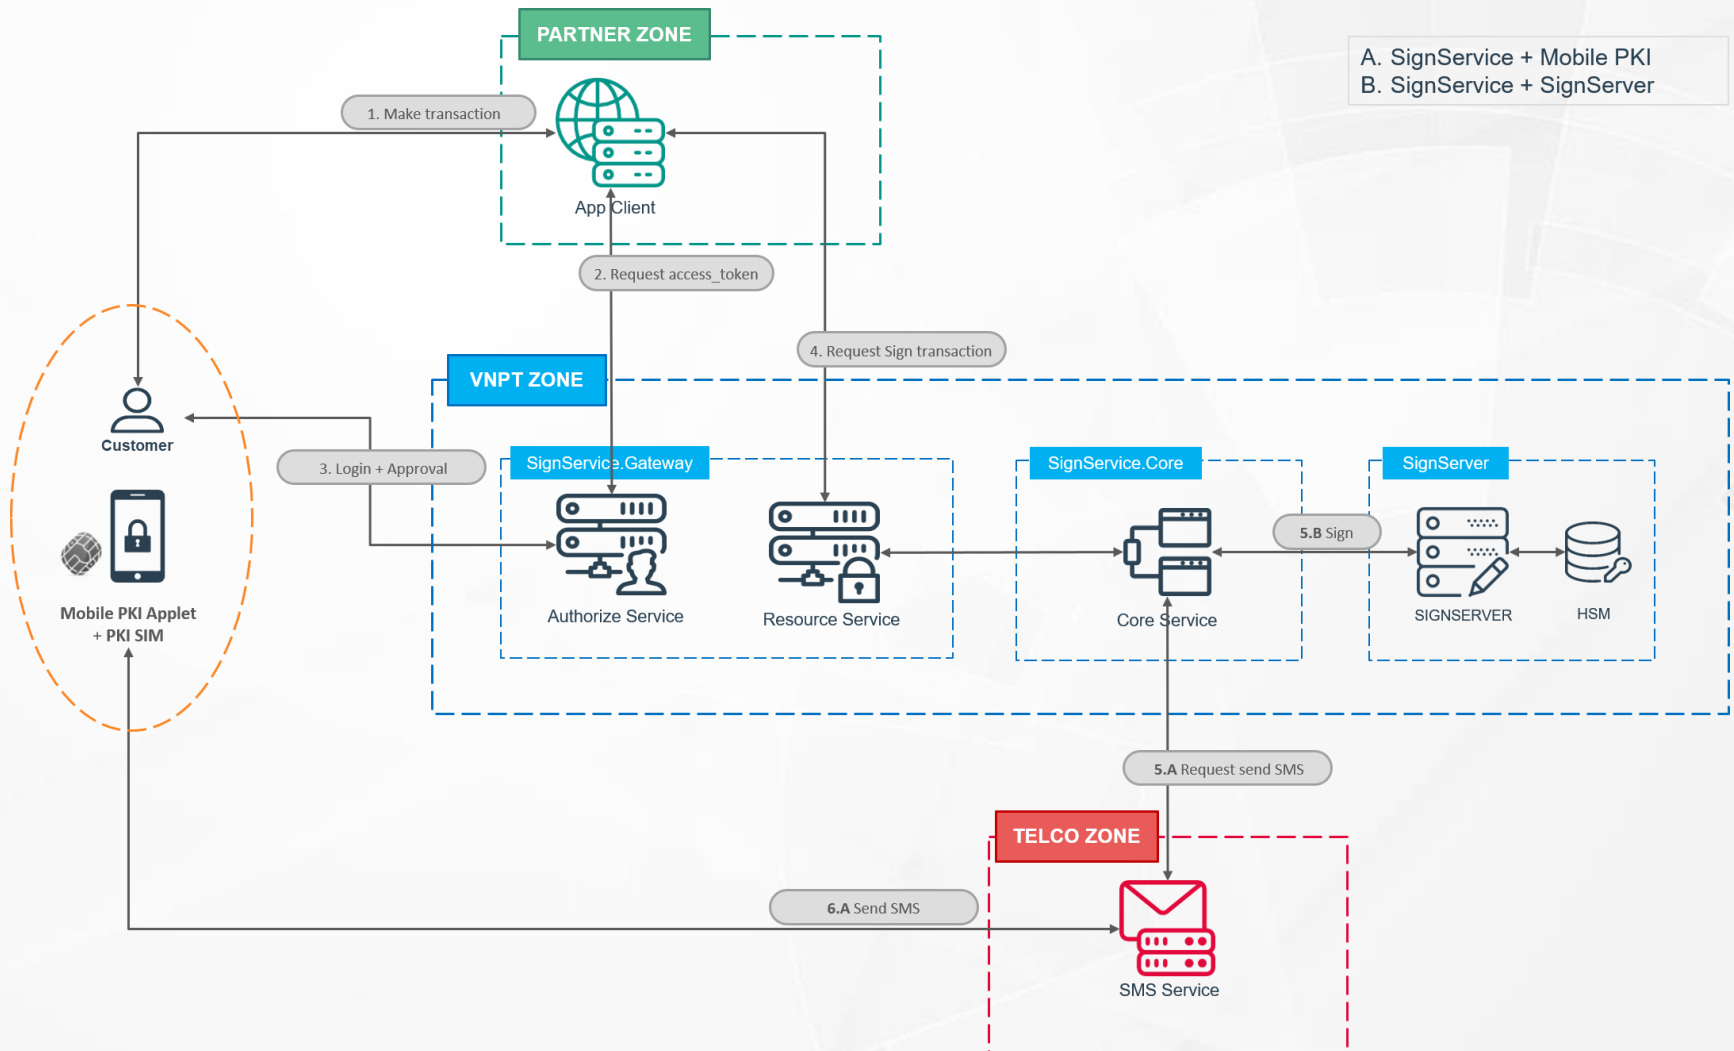 PARTNER ZONE
A. SignService + Mobile PKI
B. SignService + SignServer
1. Make transaction
App Client
2. Request access_token
4. Request Sign transaction
VNPT ZONE
Customer
3. Login + Approval
SignService.Gateway
SignService.Core
SignServer
5.B Sign
Mobile PKI Applet
+ PKI SIM
Authorize Service
Resource Service
Core Service
SIGNSERVER
HSM
5.A Request send SMS
TELCO ZONE
6.A Send SMS
SMS Service